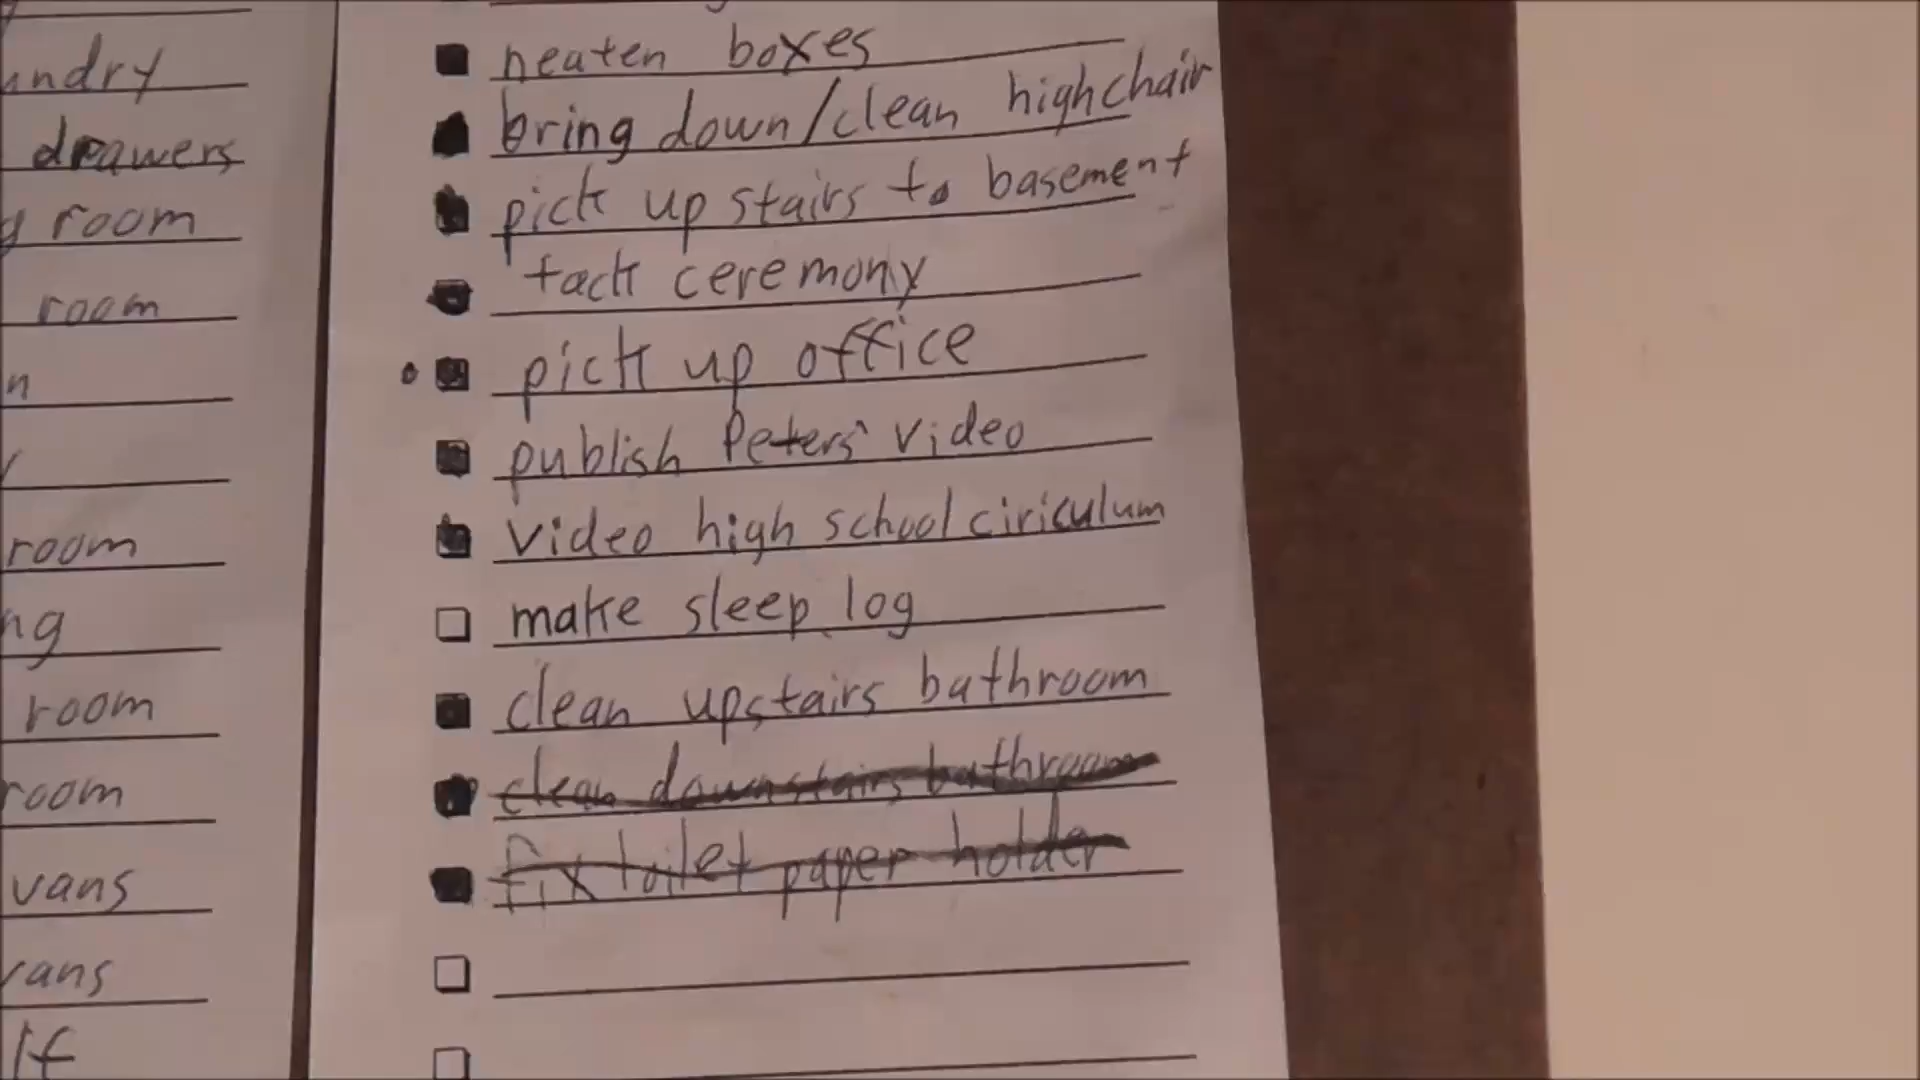 drawers
room
room
room
room
room
vans
vans
neaten boxes
bring down/clean highchair
pick up stairs to basement
tack ceremony
pick up office
publish Peters' video
video high school ciriculum
make sleep log
clean upstairs bathroom
clean downstairs bathroom
fix toilet paper holder